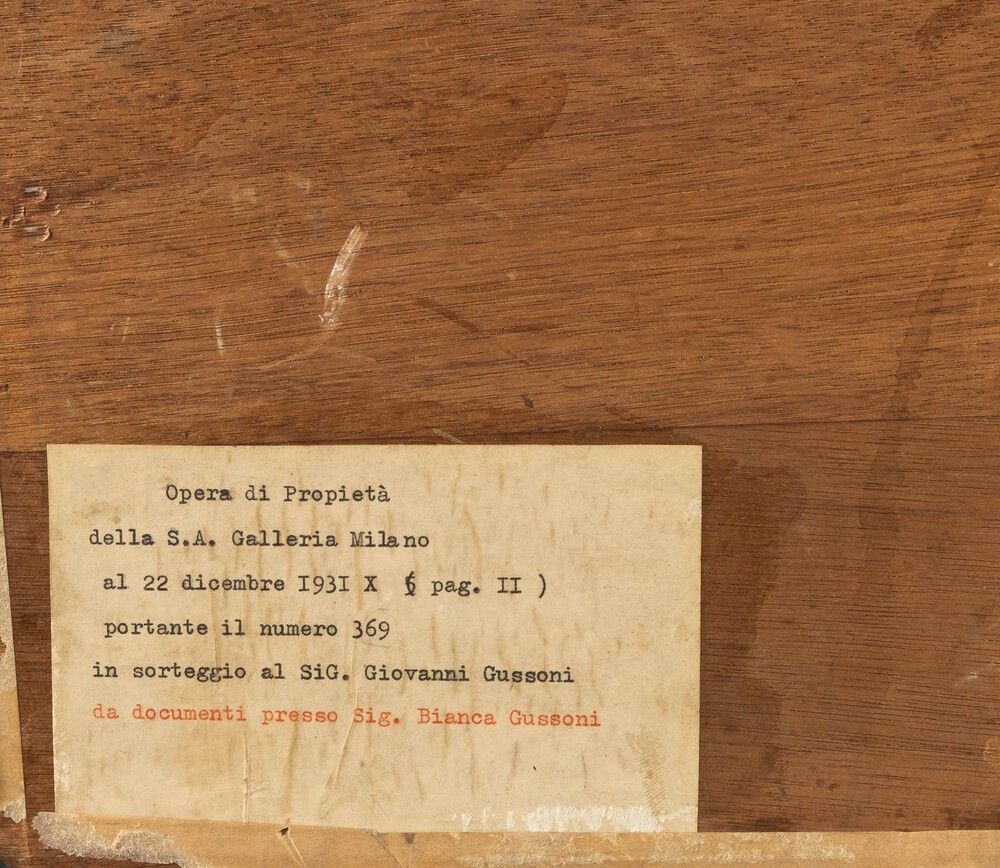 Opera di Propietà
della S.A. Galleria Milano
al 22 dicembre I93I X ( pag. II )
portante il numero 369
in sorteggio al SiG. Giovanni Gussoni
da documenti presso Sig. Bianca Gussoni